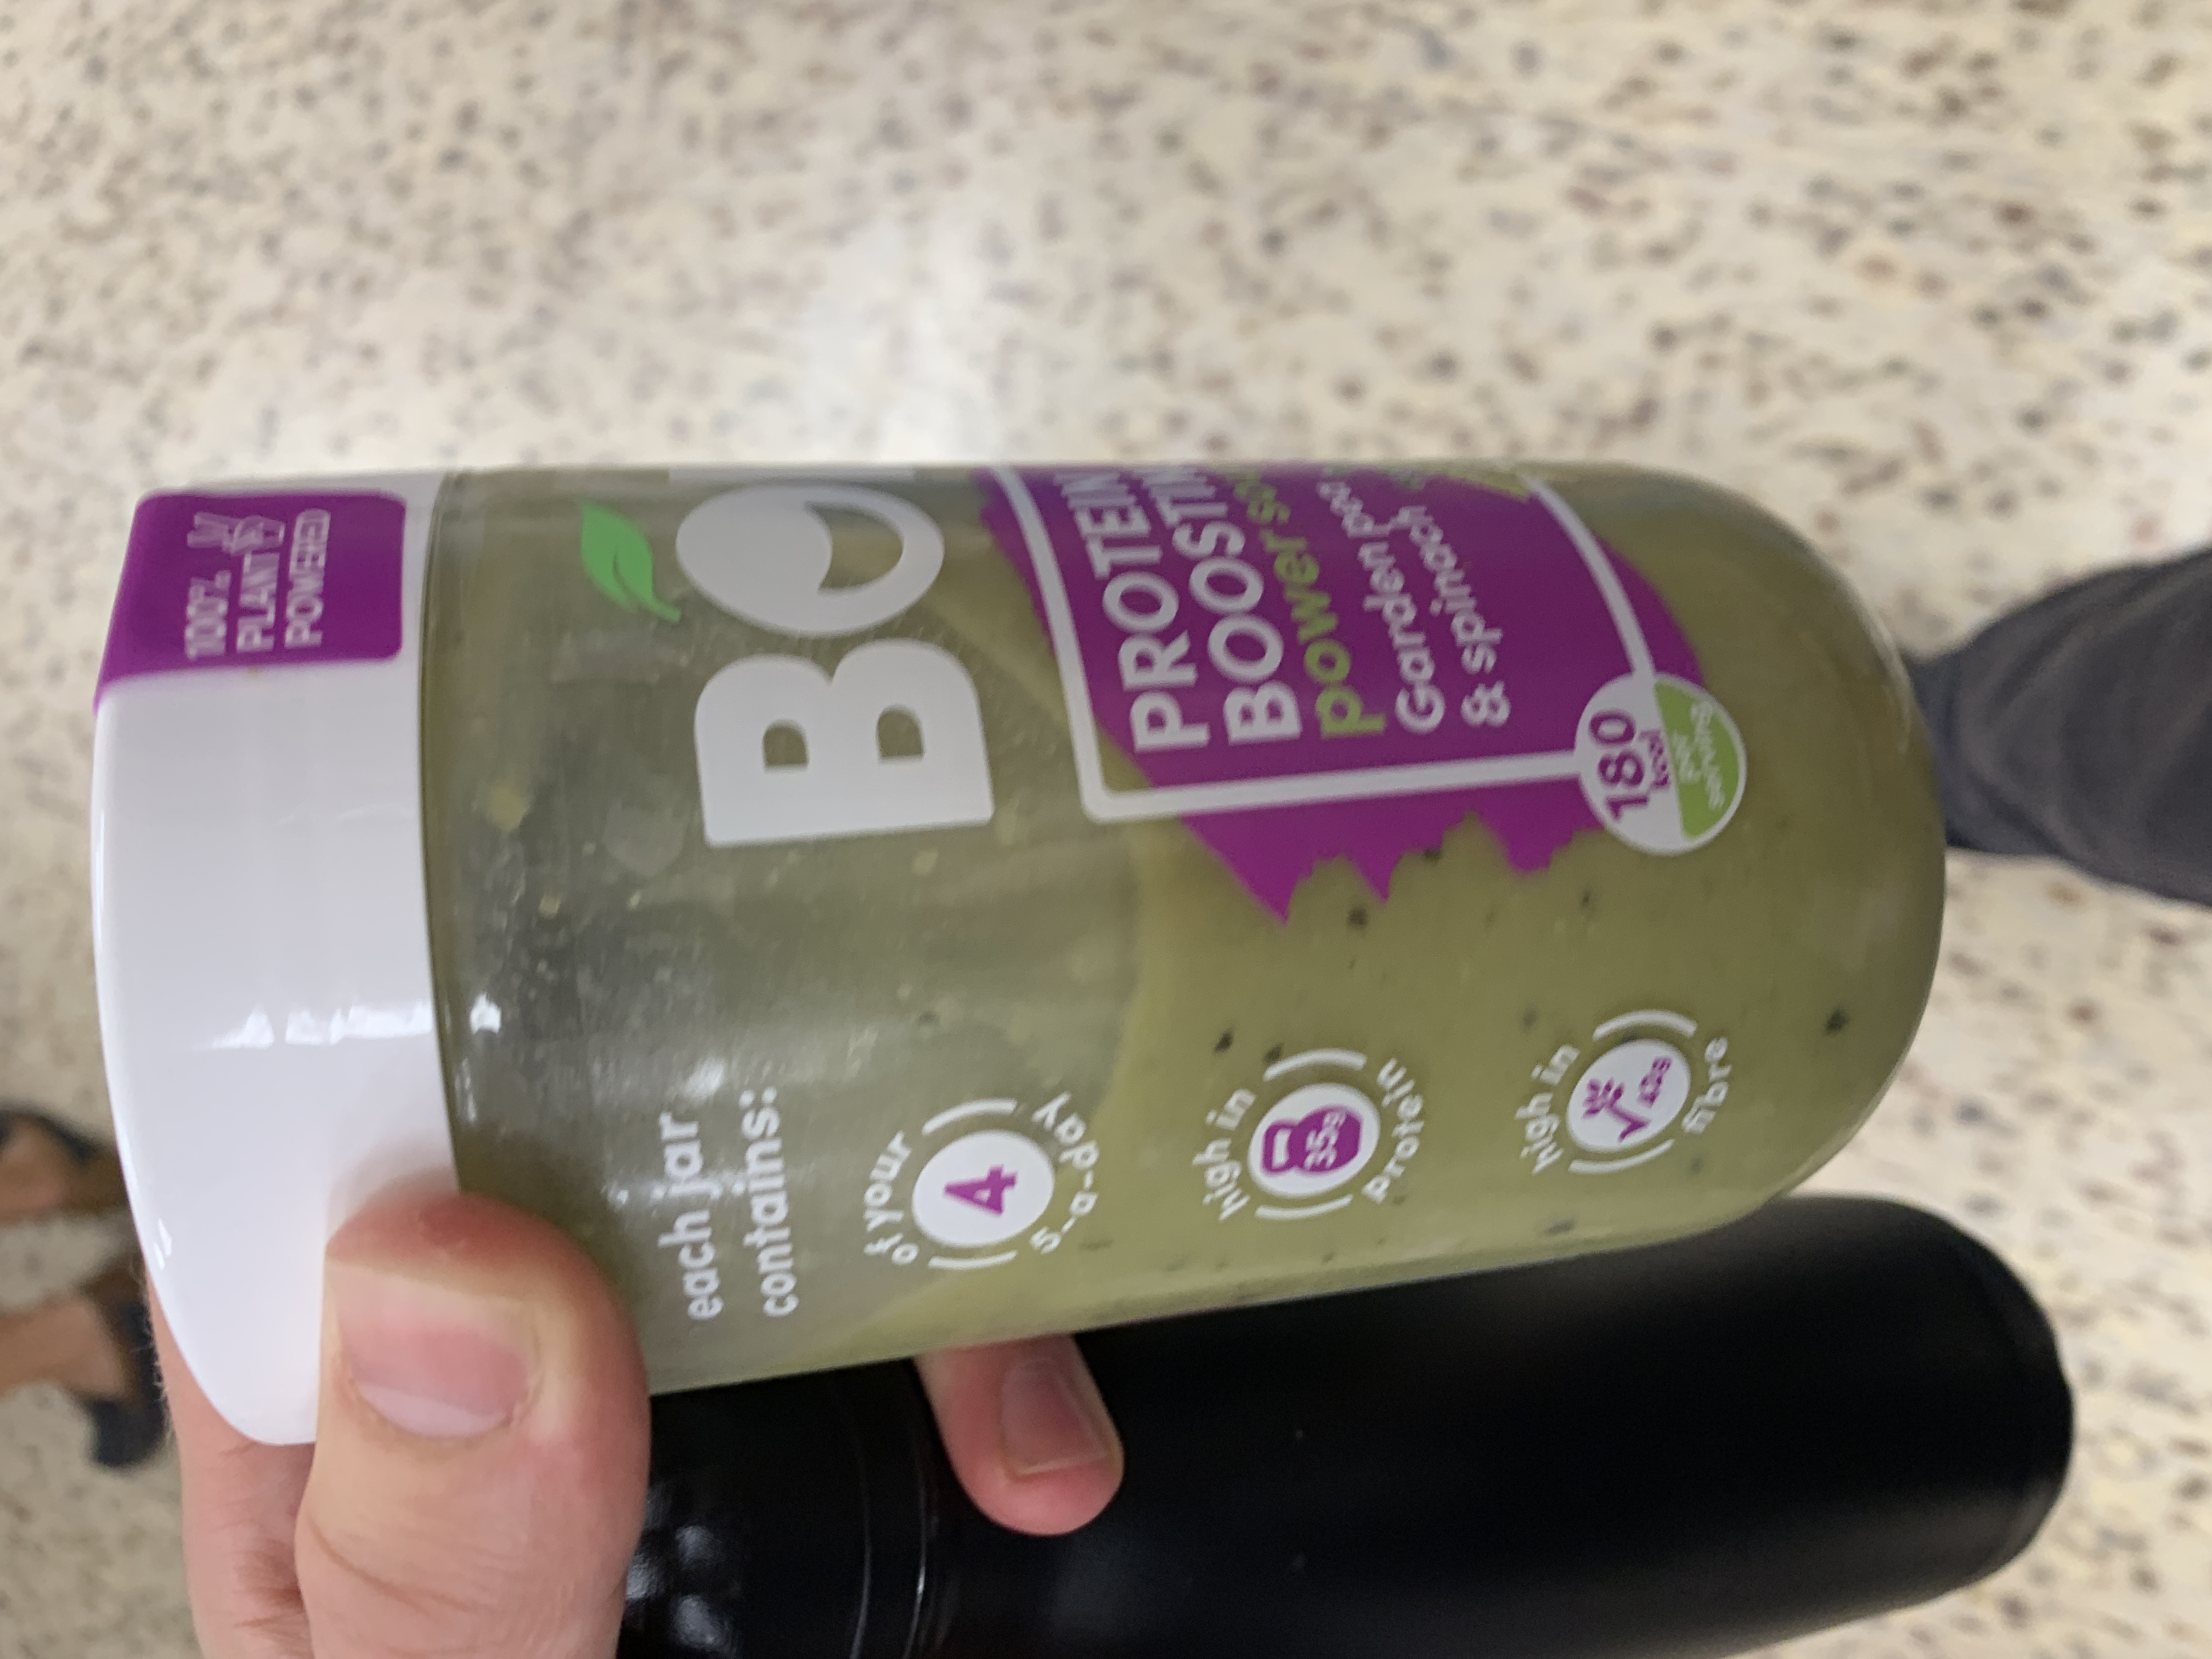 100%
PLANT
POWERED
each jar
contains:
of your
4
5-a-day
high in
35g
protein
high in
fibre
BO
PROTEIN
BOOSTIN
power sou
Garden pea
& spinach
180
kcal
per
serving